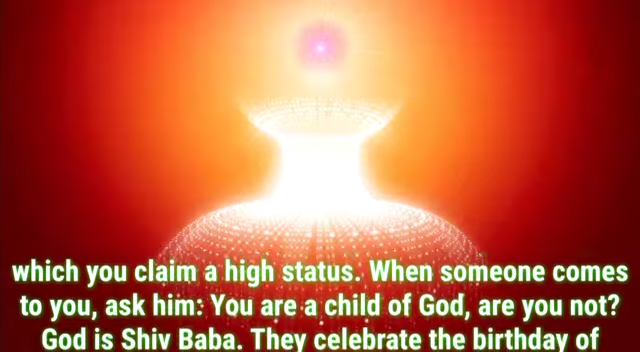 which you claim a high status. When someone comes
to you, ask him: You are a child of God, are you not?
God is Shiv Baba. They celebrate the birthday of